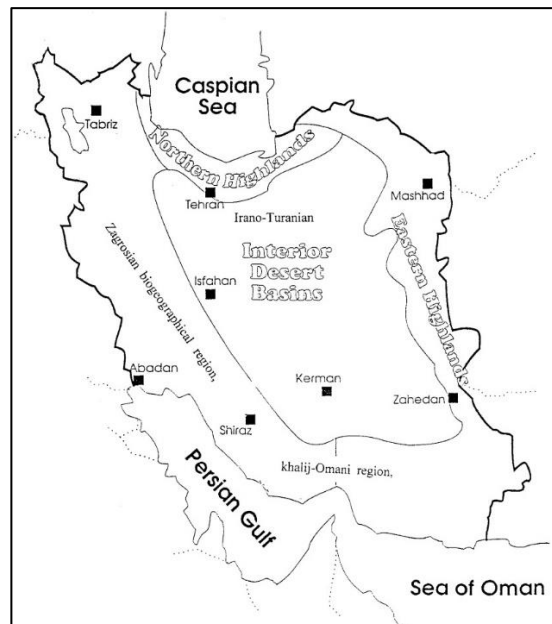 Caspian
Sea
Tabriz
Northern Highlands
Mashhad
Tehran
Irano-Turanian
Zagrosian biogeographical region,
Interior
Desert
Basins
Eastern Highlands
Isfahan
Abadan
Kerman
Zahedan
Shiraz
khalij-Omani region,
Persian Gulf
Sea of Oman